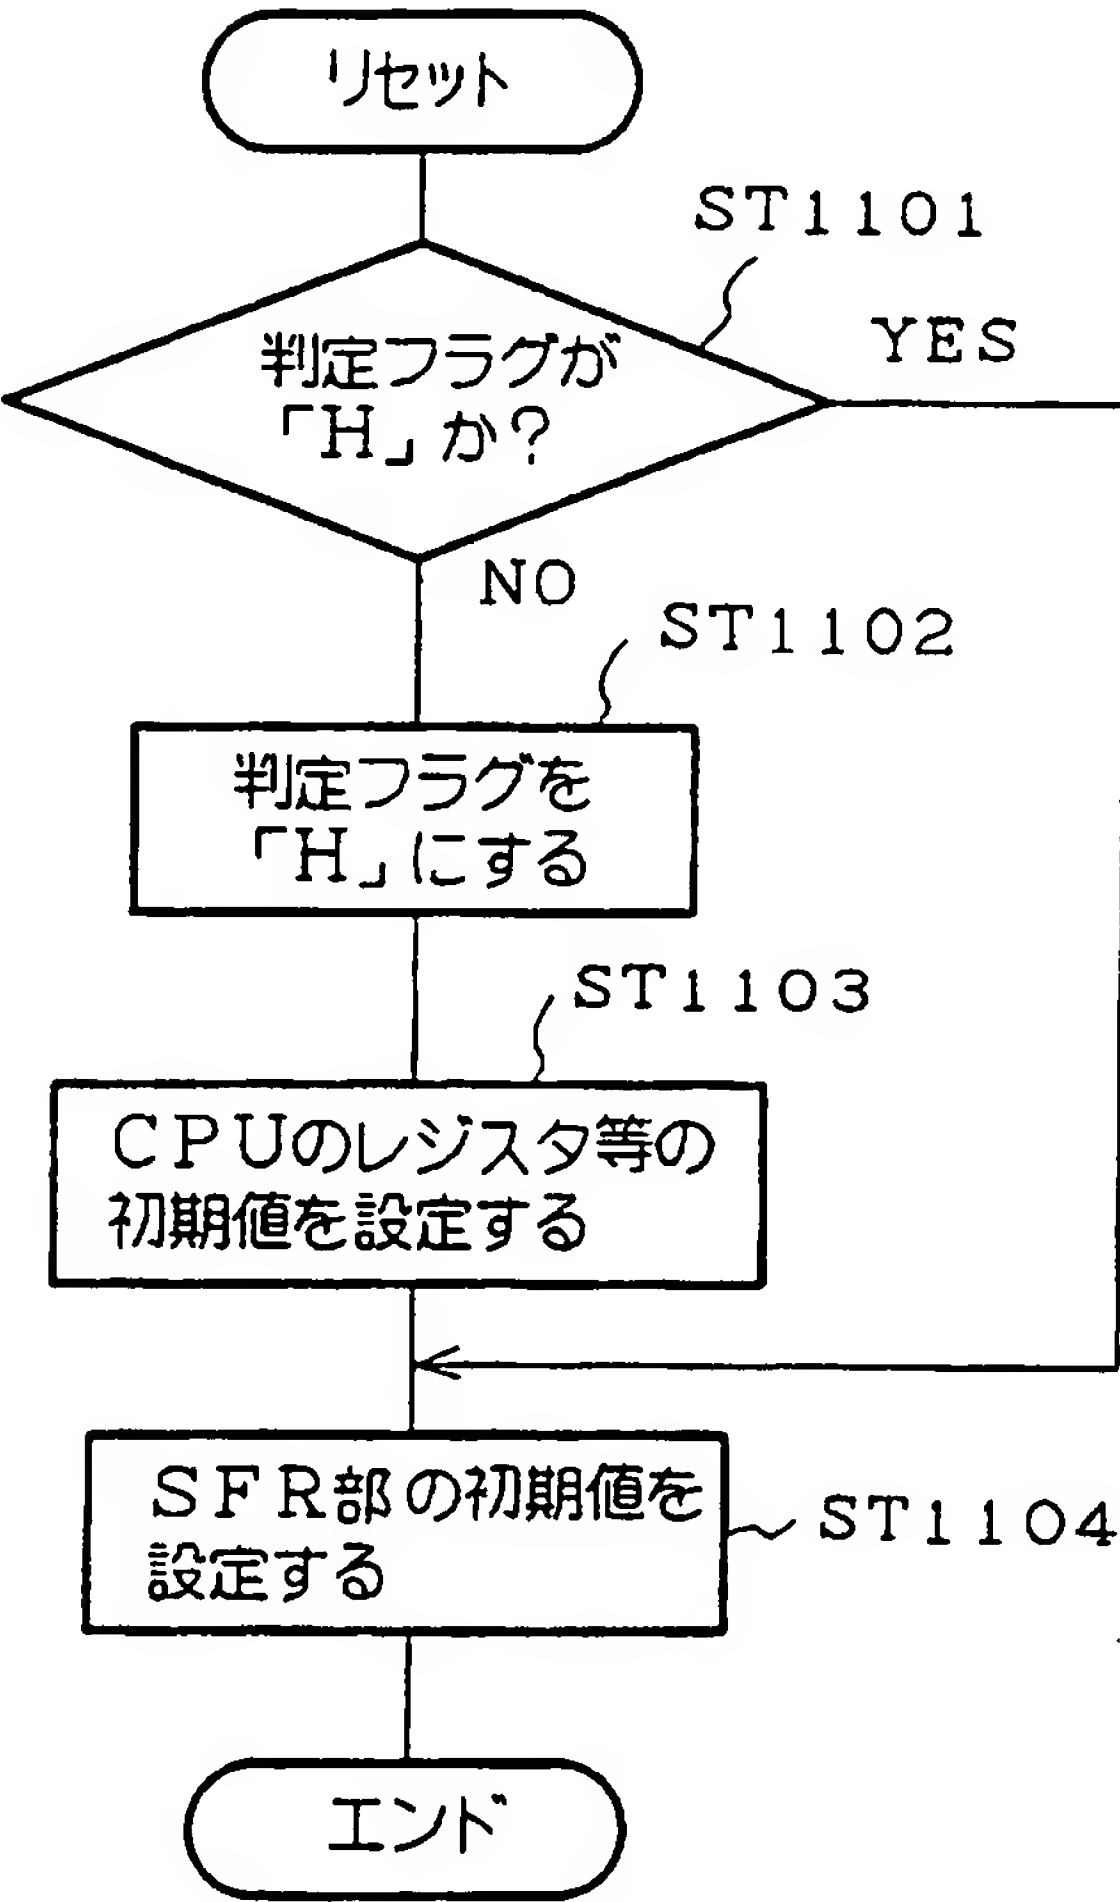 リセット
ST1101
判定フラグが
「H」か?
YES
NO
ST1102
判定フラグを
「H」にする
ST1103
CPUのレジスタ等の
初期値を設定する
SFR部の初期値を
設定する
ST1104
エンド